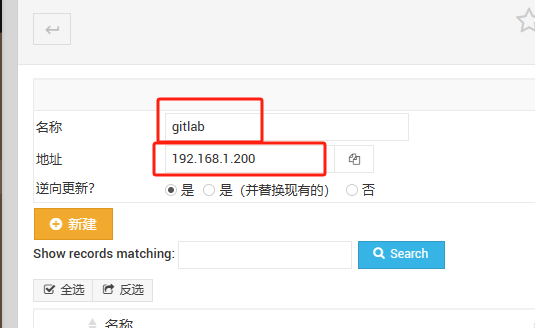 名称 gitlab
地址 192.168.1.200
逆向更新? 是 是（并替换现有的） 否
新建
Show records matching: Search
全选 反选
名称